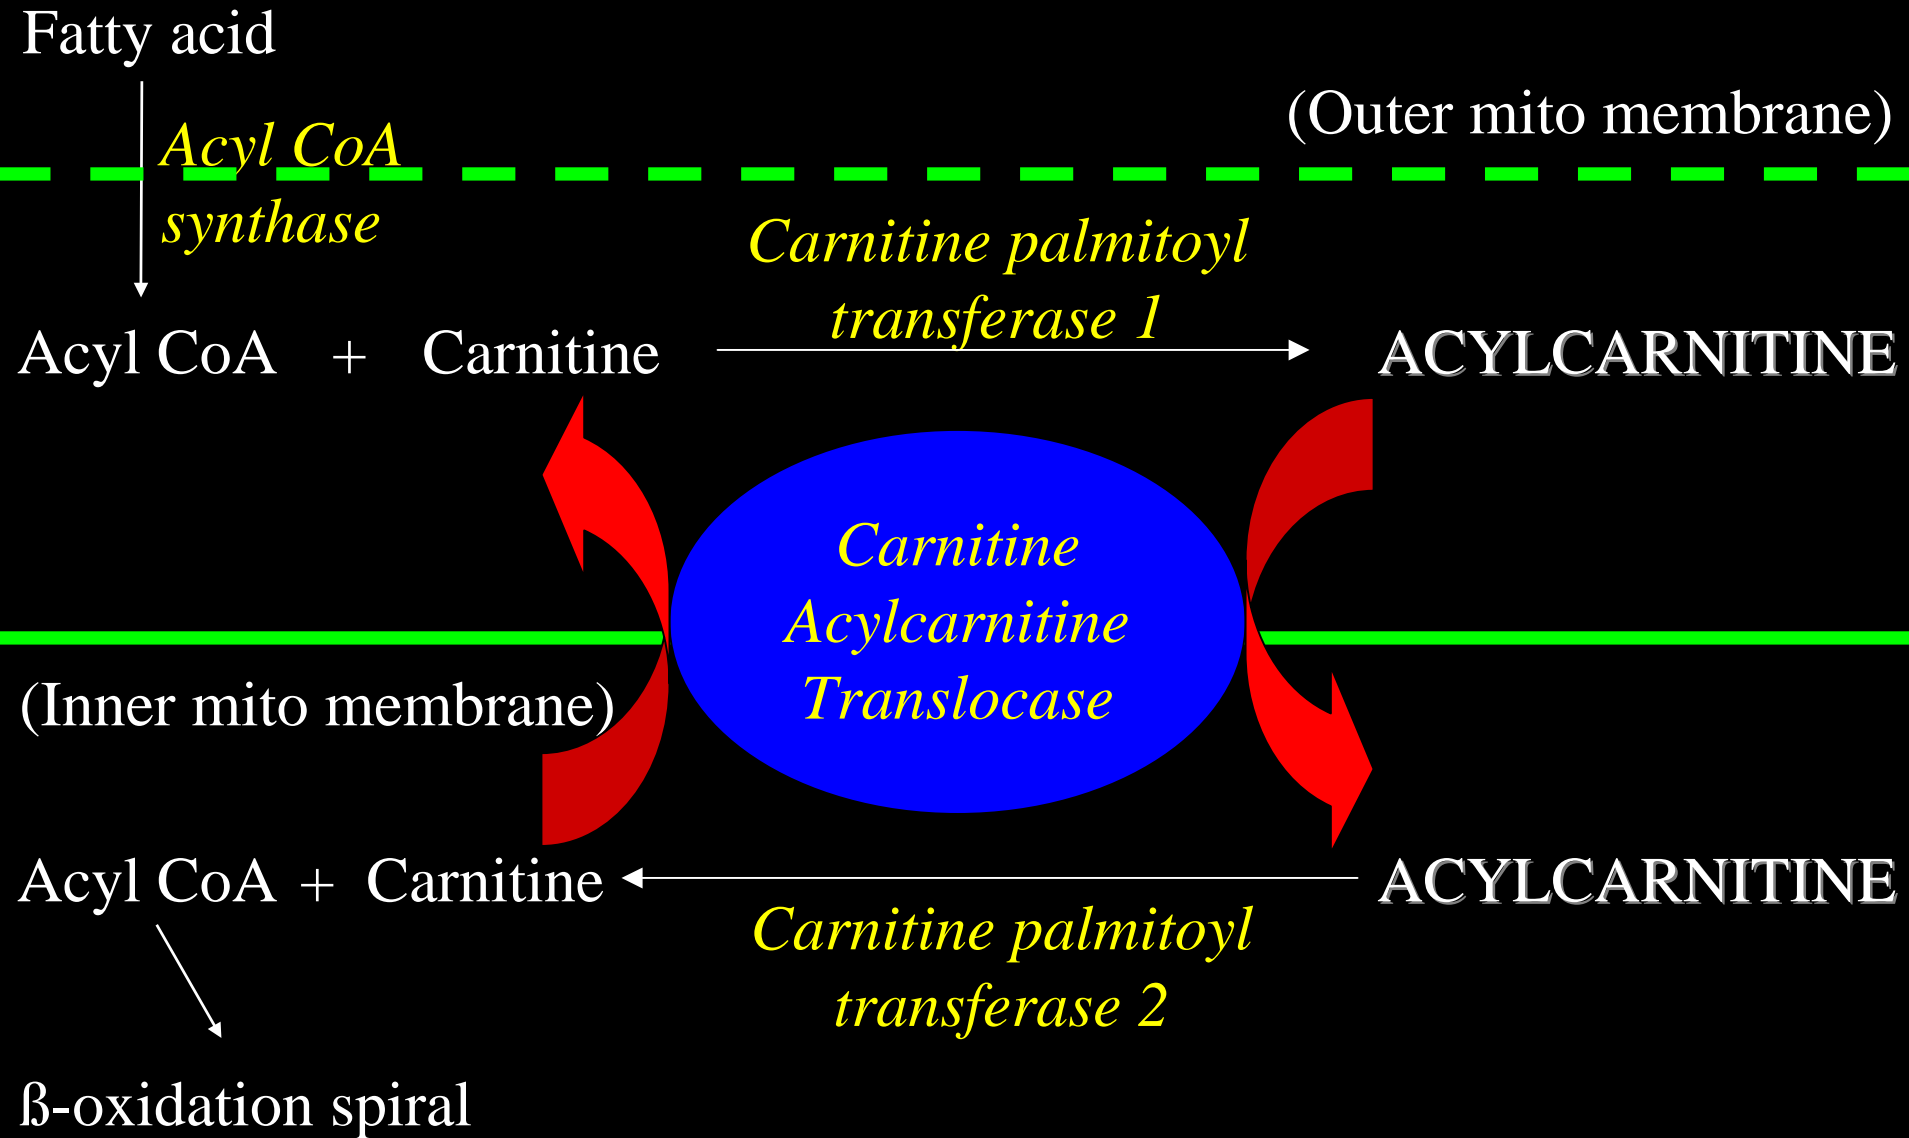 Fatty acid
(Outer mito membrane)
Acyl CoA
synthase
Carnitine palmitoyl
transferase 1
Acyl CoA + Carnitine
ACYLCARNITINE
Carnitine
Acylcarnitine
Translocase
(Inner mito membrane)
Acyl CoA + Carnitine
ACYLCARNITINE
Carnitine palmitoyl
transferase 2
ß-oxidation spiral